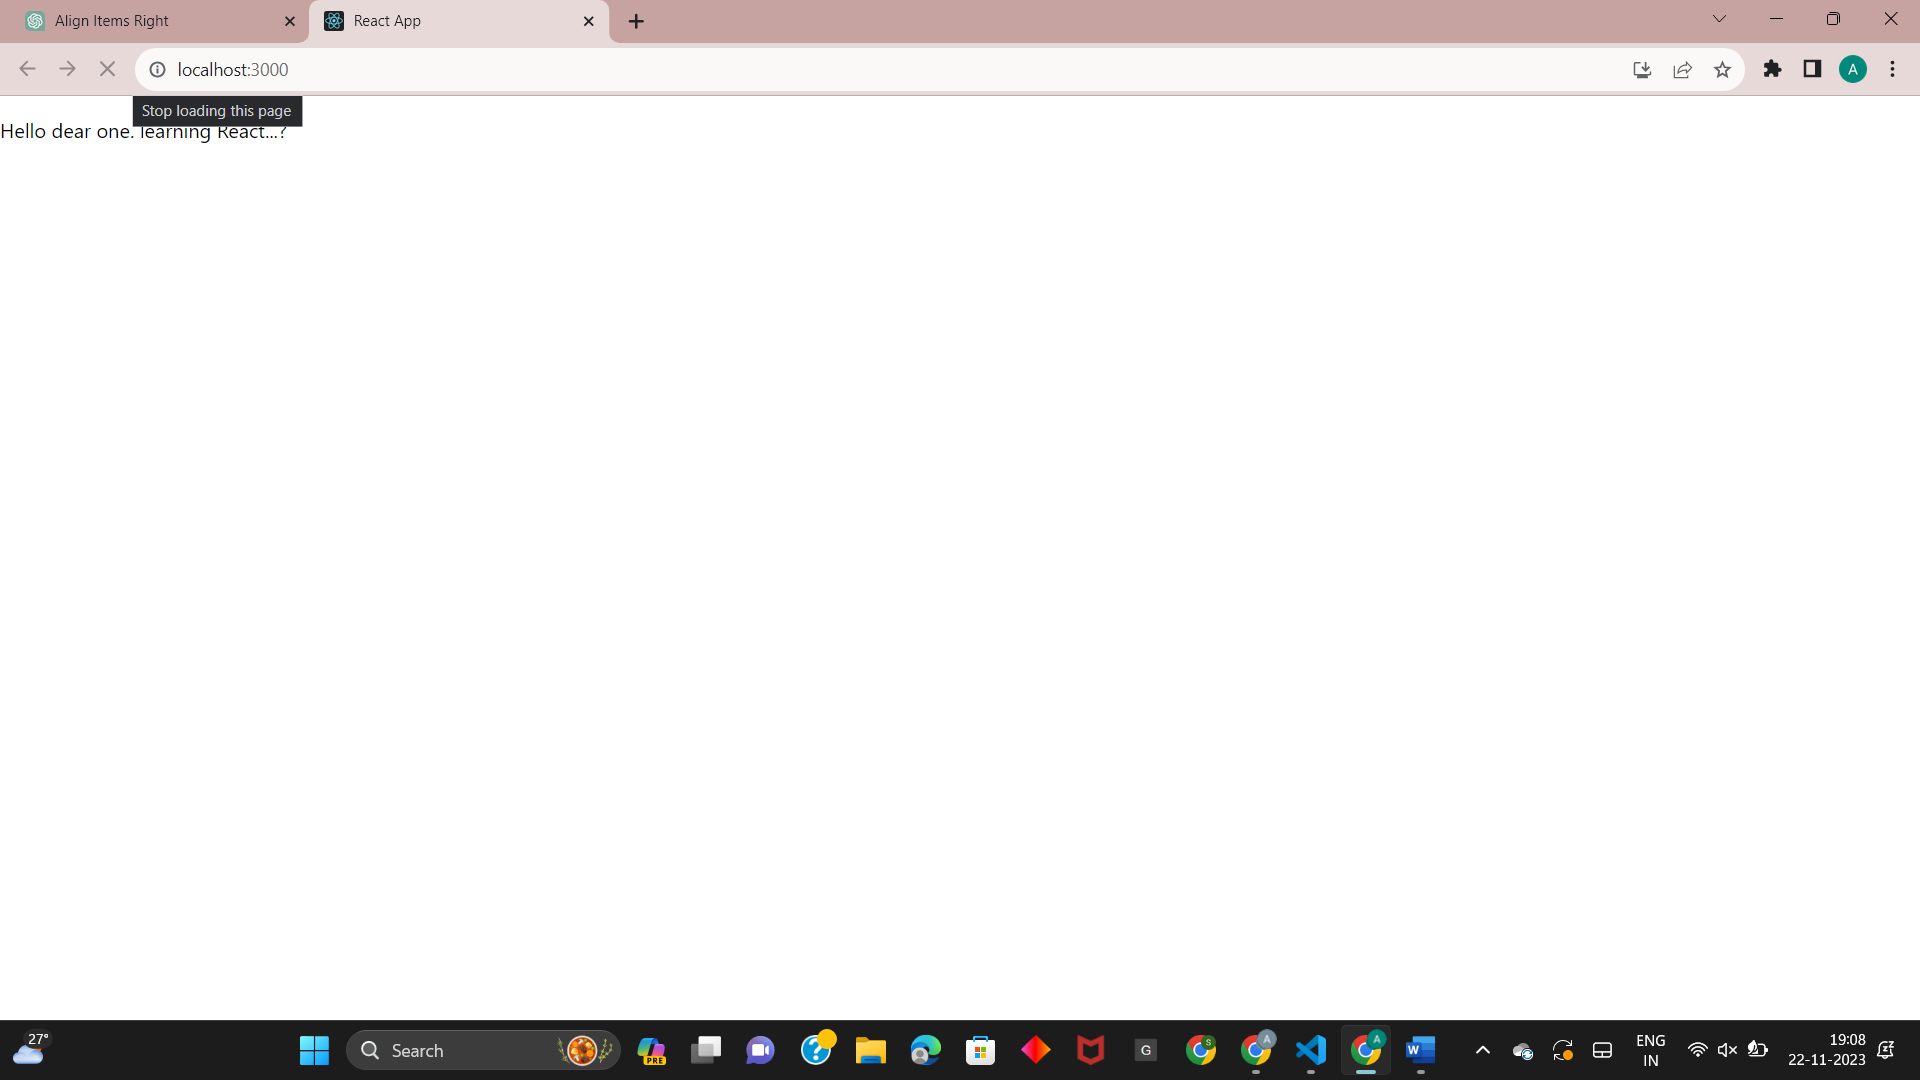 Align Items Right
React App
localhost:3000
A
Stop loading this page
Hello dear one. learning React...?
27°
Search
PRE
G
S
A
A
W
ENG
IN
19:08
22-11-2023